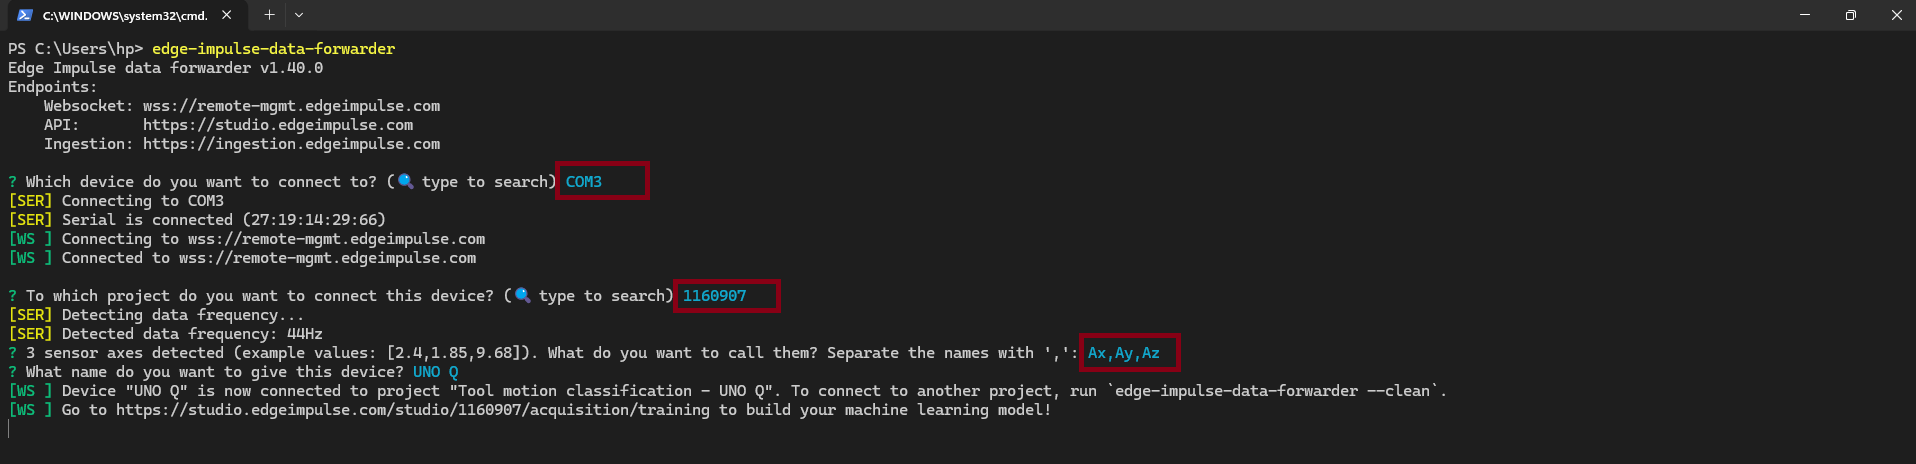 C:\WINDOWS\system32\cmd.
PS C:\Users\hp> edge-impulse-data-forwarder
Edge Impulse data forwarder v1.40.0
Endpoints:
    Websocket: wss://remote-mgmt.edgeimpulse.com
    API:       https://studio.edgeimpulse.com
    Ingestion: https://ingestion.edgeimpulse.com
? Which device do you want to connect to? (🔍 type to search) COM3
[SER] Connecting to COM3
[SER] Serial is connected (27:19:14:29:66)
[WS ] Connecting to wss://remote-mgmt.edgeimpulse.com
[WS ] Connected to wss://remote-mgmt.edgeimpulse.com
? To which project do you want to connect this device? (🔍 type to search) 1160907
[SER] Detecting data frequency...
[SER] Detected data frequency: 44Hz
? 3 sensor axes detected (example values: [2.4,1.85,9.68]). What do you want to call them? Separate the names with ',': Ax,Ay,Az
? What name do you want to give this device? UNO Q
[WS ] Device "UNO Q" is now connected to project "Tool motion classification - UNO Q". To connect to another project, run `edge-impulse-data-forwarder --clean`.
[WS ] Go to https://studio.edgeimpulse.com/studio/1160907/acquisition/training to build your machine learning model!